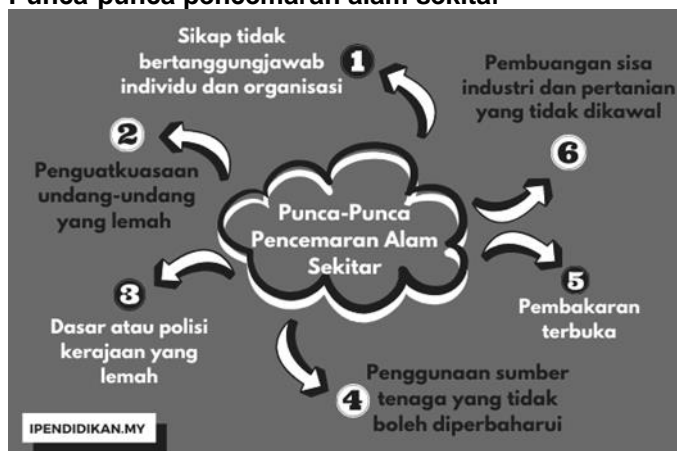 Punca-punca pencemaran alam sekitar
Sikap tidak
bertanggungjawab
individu dan organisasi
1
2
Penguatkuasaan
undang-undang
yang lemah
3
Dasar atau polisi
kerajaan yang
lemah
4
Penggunaan sumber
tenaga yang tidak
boleh diperbaharui
5
Pembakaran
terbuka
Pembuangan sisa
industri dan pertanian
yang tidak dikawal
6
Punca-Punca
Pencemaran Alam
Sekitar
IPENDIDIKAN.MY